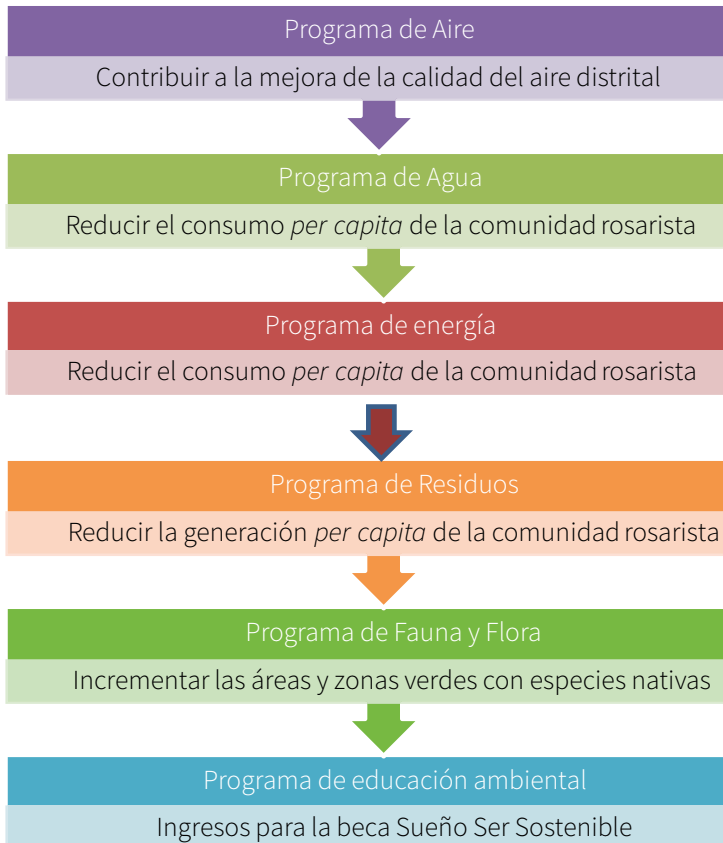 Programa de Aire
Contribuir a la mejora de la calidad del aire distrital
Programa de Agua
Reducir el consumo per capita de la comunidad rosarista
Programa de energía
Reducir el consumo per capita de la comunidad rosarista
Programa de Residuos
Reducir la generación per capita de la comunidad rosarista
Programa de Fauna y Flora
Incrementar las áreas y zonas verdes con especies nativas
Programa de educación ambiental
Ingresos para la beca Sueño Ser Sostenible